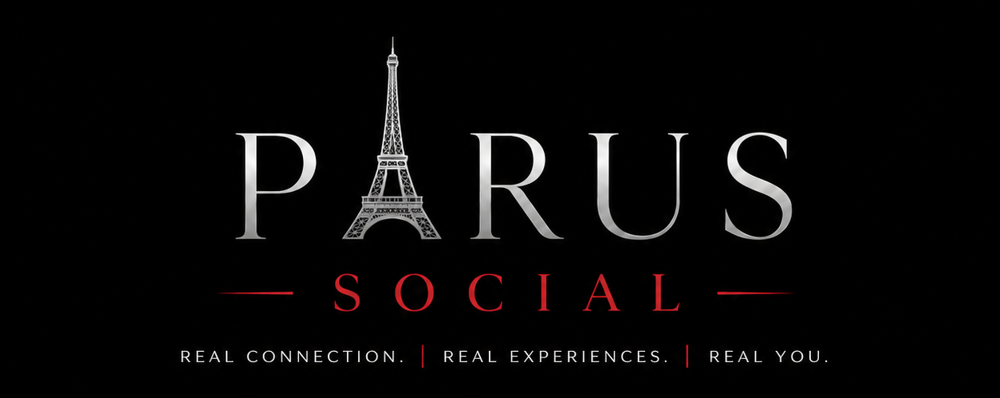 PARUS
SOCIAL
REAL CONNECTION. | REAL EXPERIENCES. | REAL YOU.